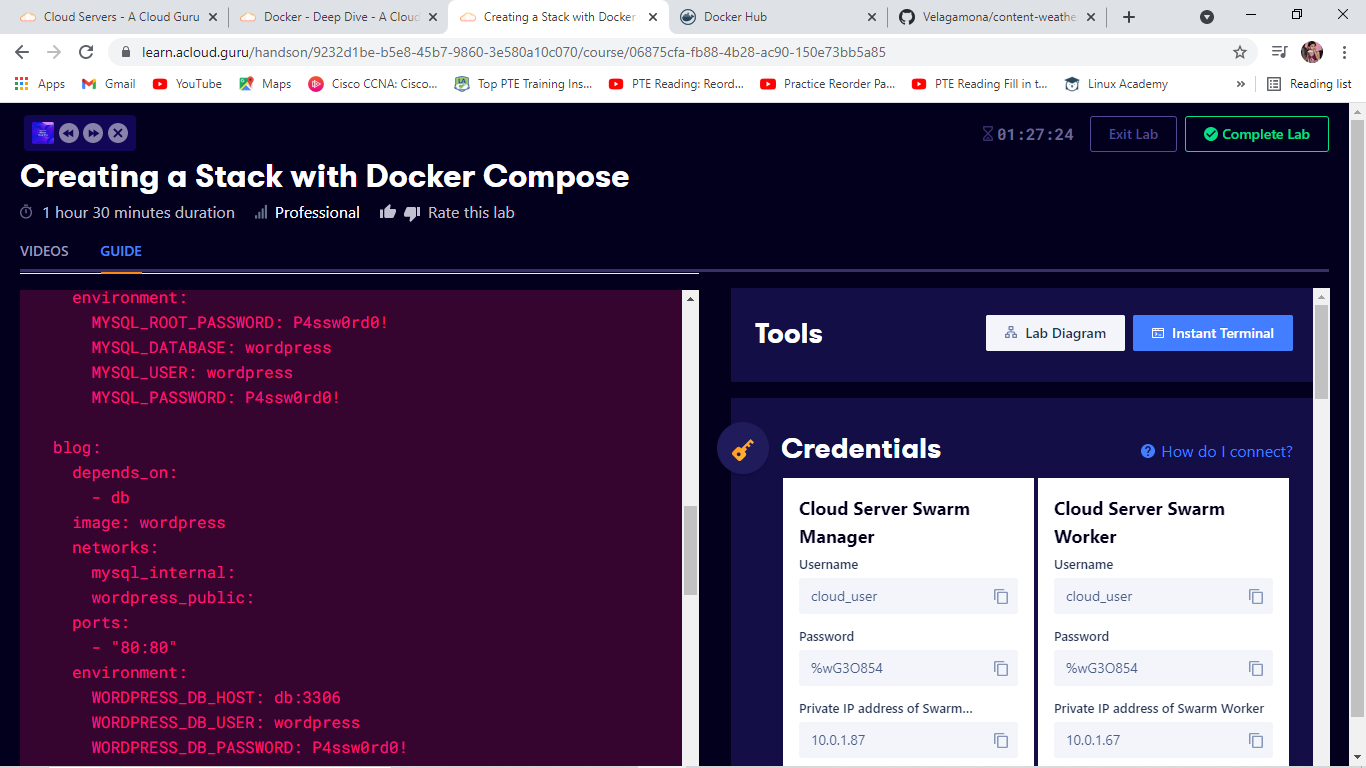 Cloud Servers - A Cloud Guru
Docker - Deep Dive - A Cloud
Creating a Stack with Docker
Docker Hub
Velagamona/content-weathe
learn.acloud.guru/handson/9232d1be-b5e8-45b7-9860-3e580a10c070/course/06875cfa-fb88-4b28-ac90-150e73bb5a85
Apps
Gmail
YouTube
Maps
Cisco CCNA: Cisco...
Top PTE Training Ins...
PTE Reading: Reord...
Practice Reorder Pa...
PTE Reading Fill in t...
Linux Academy
»
Reading list
01:27:24
Exit Lab
Complete Lab
Creating a Stack with Docker Compose
1 hour 30 minutes duration
Professional
Rate this lab
VIDEOS
GUIDE
environment:
MYSQL_ROOT_PASSWORD: P4ssw0rd0!
MYSQL_DATABASE: wordpress
MYSQL_USER: wordpress
MYSQL_PASSWORD: P4ssw0rd0!
blog:
depends_on:
- db
image: wordpress
networks:
mysql_internal:
wordpress_public:
ports:
- "80:80"
environment:
WORDPRESS_DB_HOST: db:3306
WORDPRESS_DB_USER: wordpress
WORDPRESS_DB_PASSWORD: P4ssw0rd0!
Tools
Lab Diagram
Instant Terminal
Credentials
How do I connect?
Cloud Server Swarm
Manager
Username
cloud_user
Password
%wG3O854
Private IP address of Swarm...
10.0.1.87
Cloud Server Swarm
Worker
Username
cloud_user
Password
%wG3O854
Private IP address of Swarm Worker
10.0.1.67